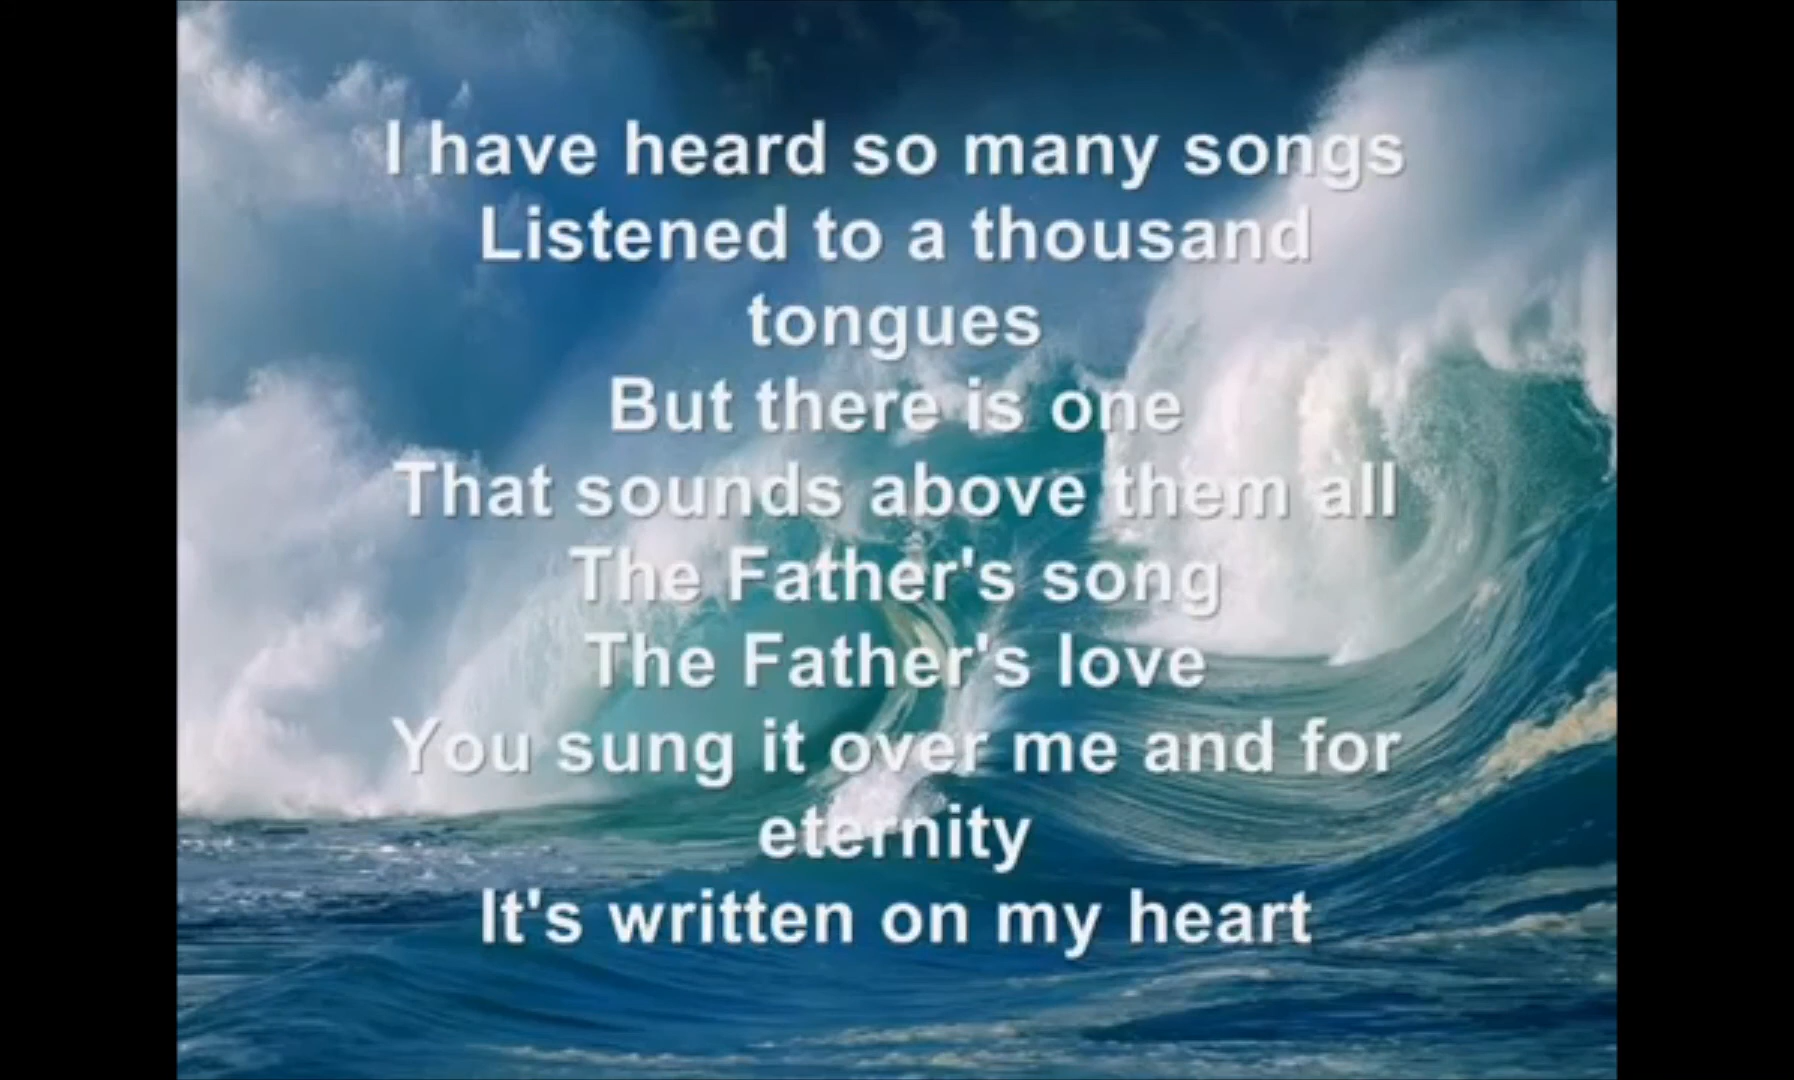 I have heard so many songs
Listened to a thousand
tongues
But there is one
That sounds above them all
The Father's song
The Father's love
You sung it over me and for
eternity
It's written on my heart